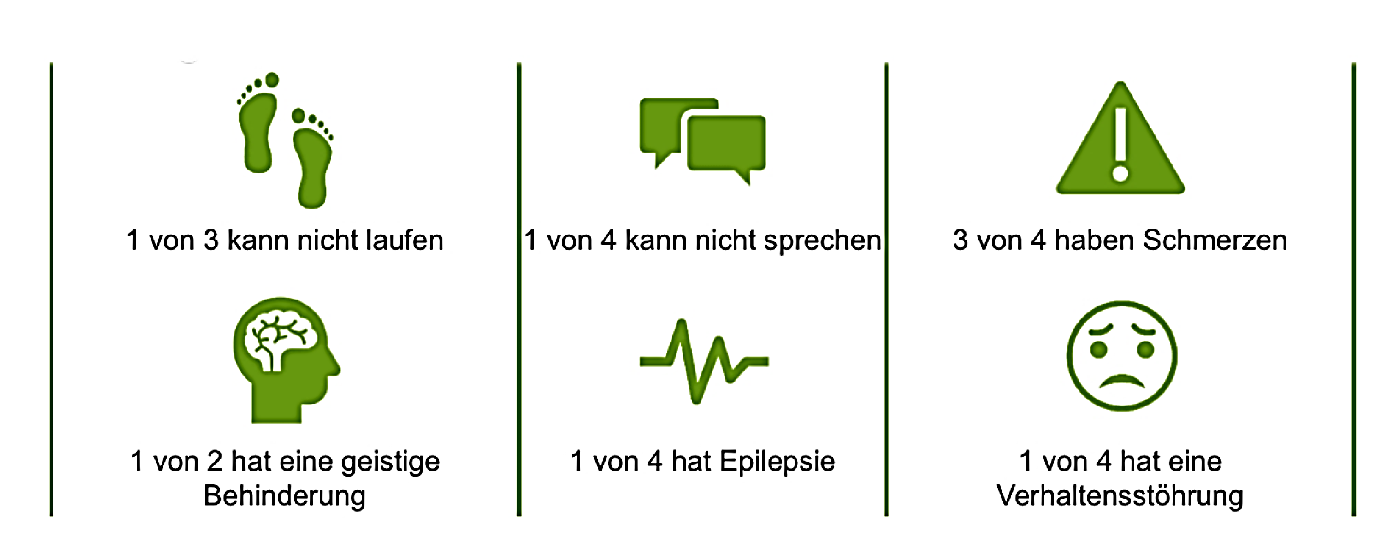 1 von 3 kann nicht laufen
1 von 4 kann nicht sprechen
3 von 4 haben Schmerzen
1 von 2 hat eine geistige
Behinderung
1 von 4 hat Epilepsie
1 von 4 hat eine
Verhaltensstöhrung